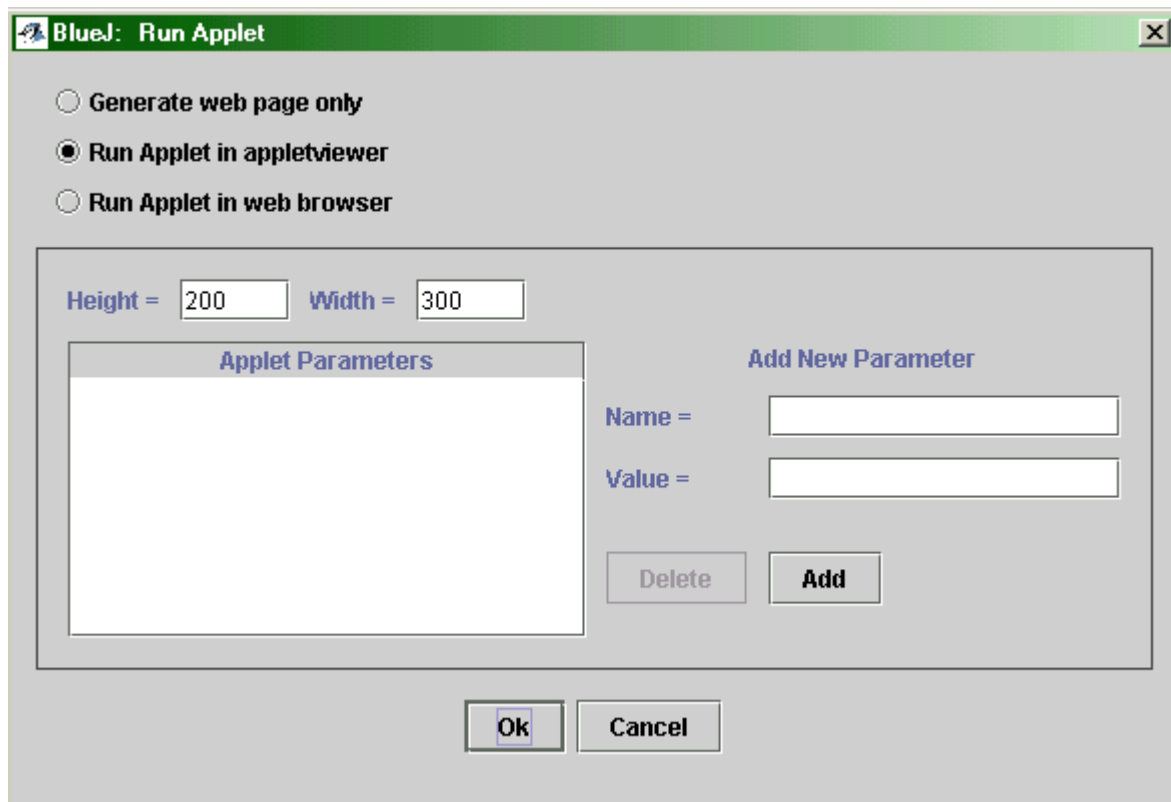 BlueJ: Run Applet
Generate web page only
Run Applet in appletviewer
Run Applet in web browser
Height = 200 Width = 300
Applet Parameters
Add New Parameter
Name =
Value =
Delete Add
Ok Cancel